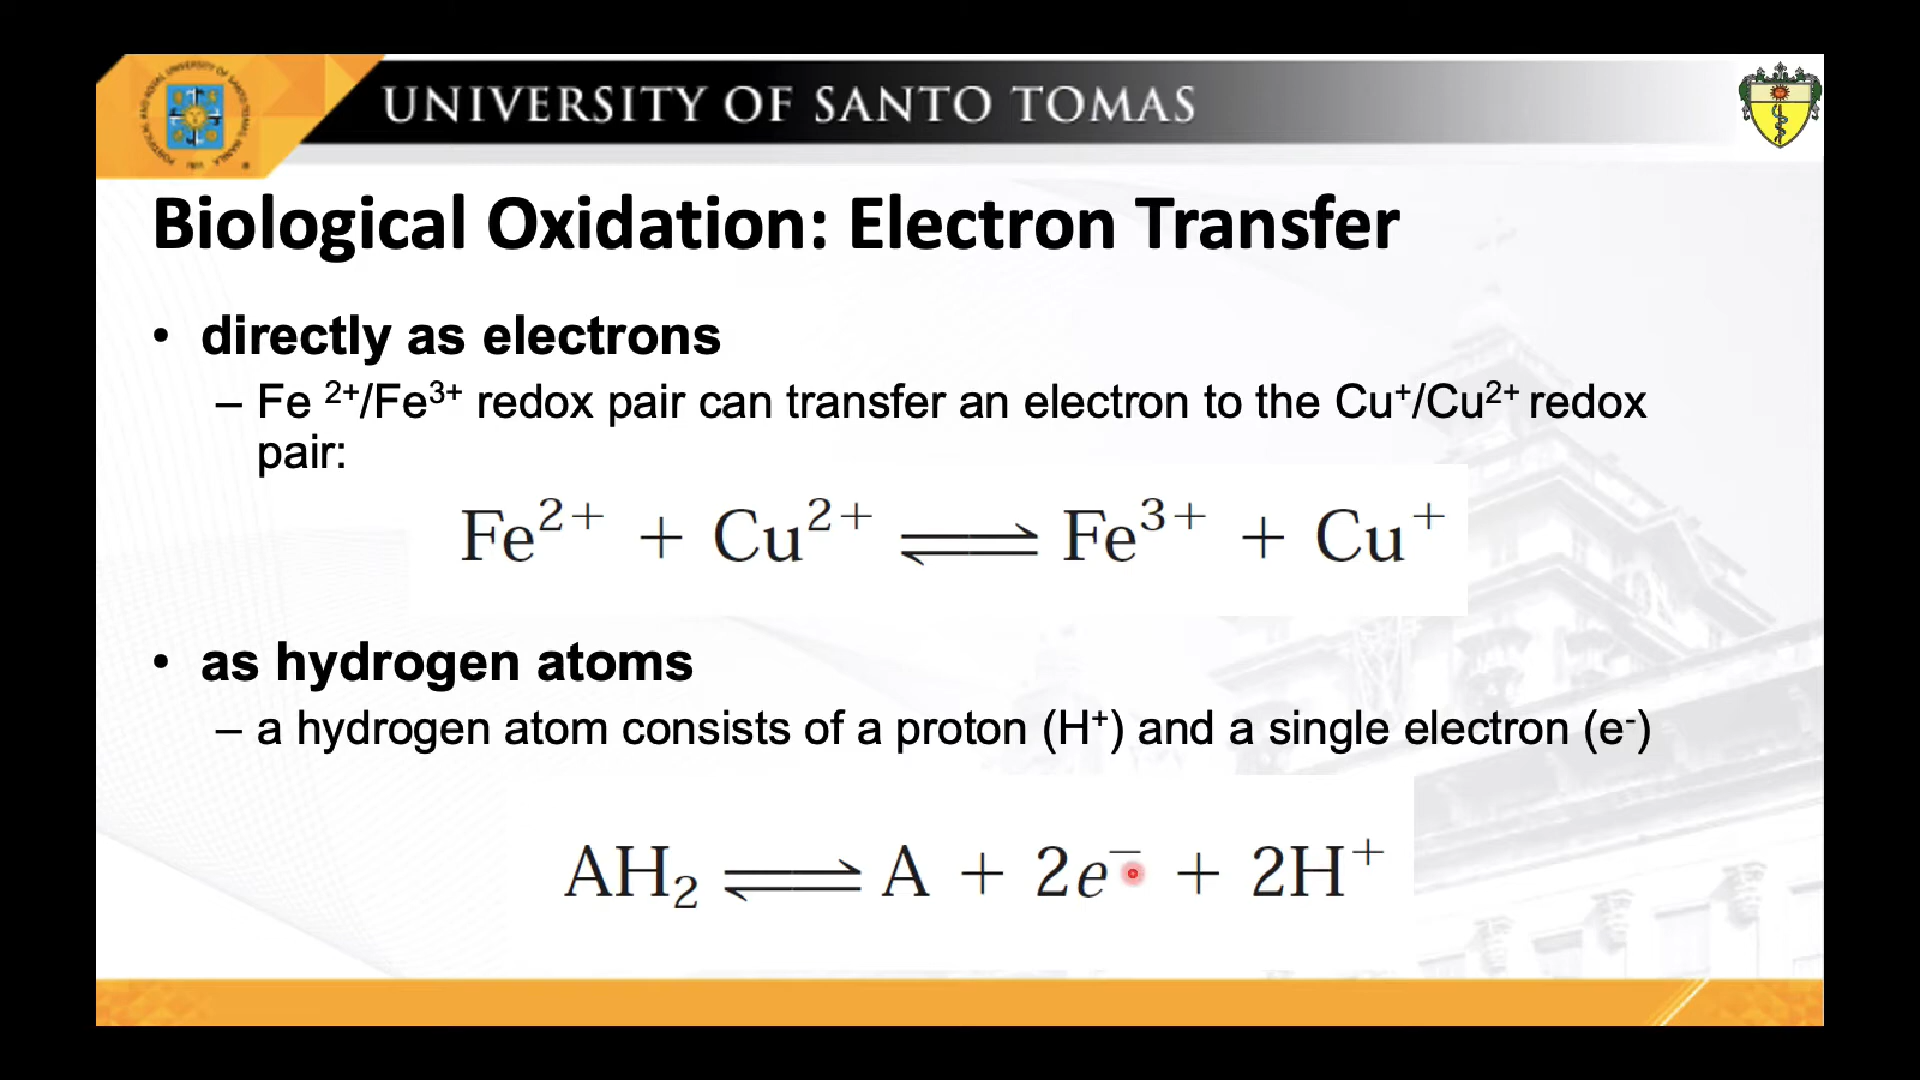 UNIVERSITY OF SANTO TOMAS
Biological Oxidation: Electron Transfer
• directly as electrons
– Fe ²⁺/Fe³⁺ redox pair can transfer an electron to the Cu⁺/Cu²⁺ redox
pair:
Fe²⁺ + Cu²⁺ ⇌ Fe³⁺ + Cu⁺
• as hydrogen atoms
– a hydrogen atom consists of a proton (H⁺) and a single electron (e⁻)
AH₂ ⇌ A + 2e⁻ + 2H⁺